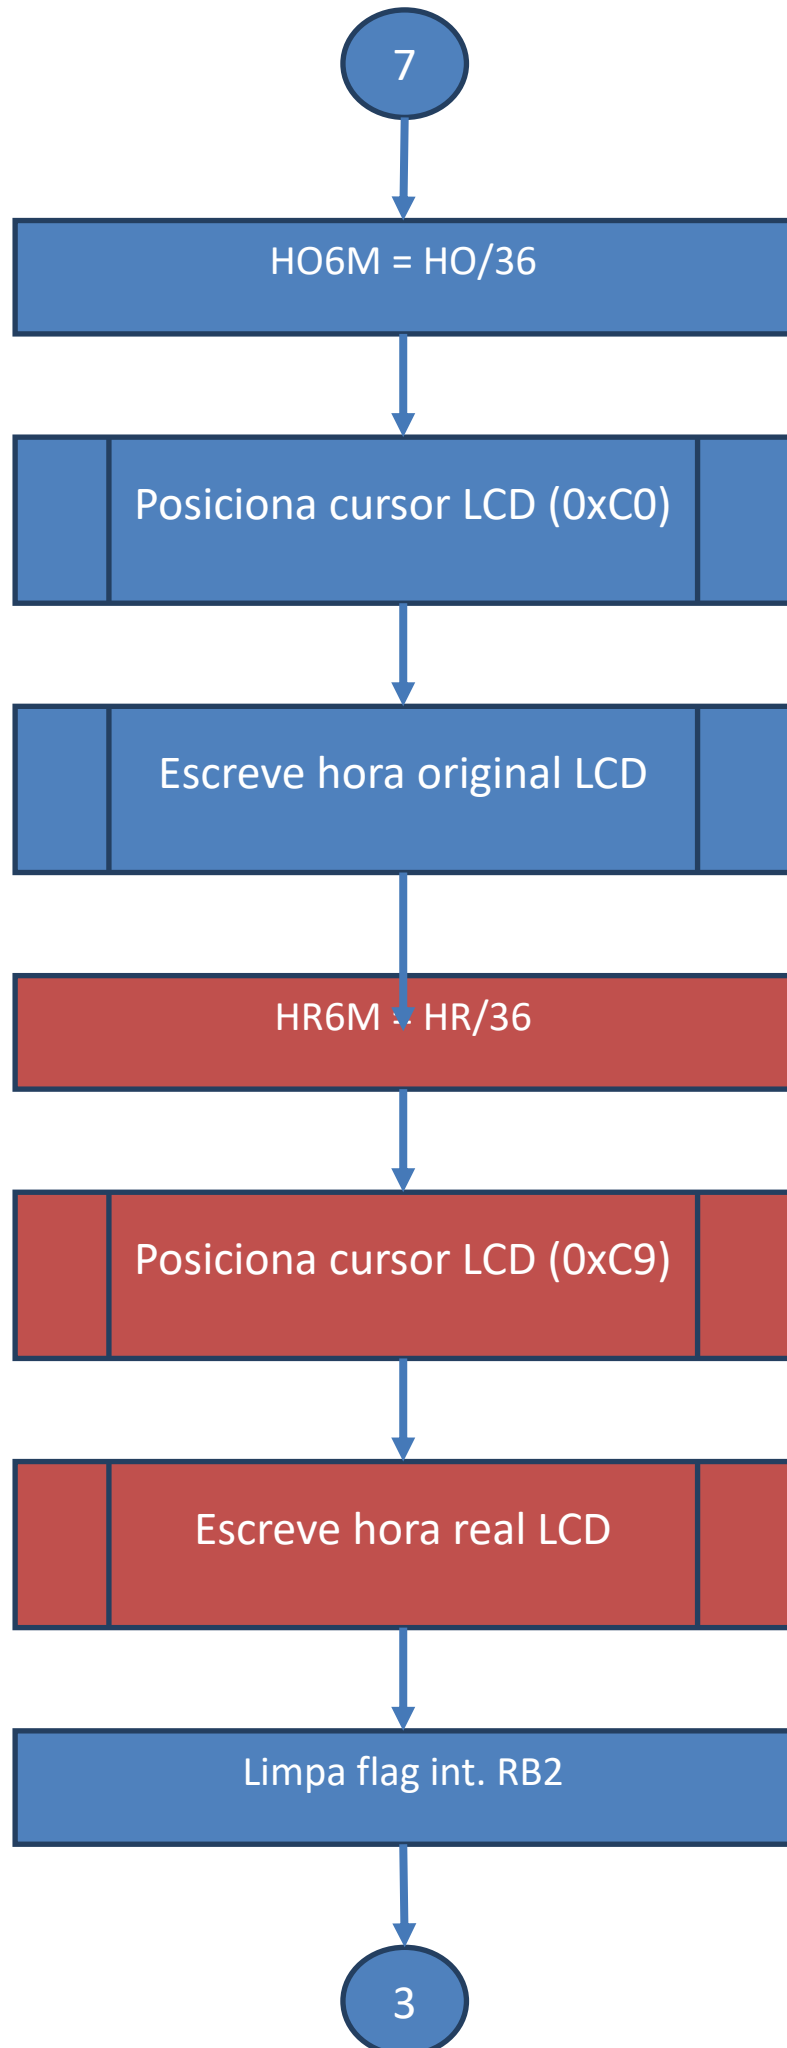 7
HO6M = HO/36
Posiciona cursor LCD (0xC0)
Escreve hora original LCD
HR6M = HR/36
Posiciona cursor LCD (0xC9)
Escreve hora real LCD
Limpa flag int. RB2
3